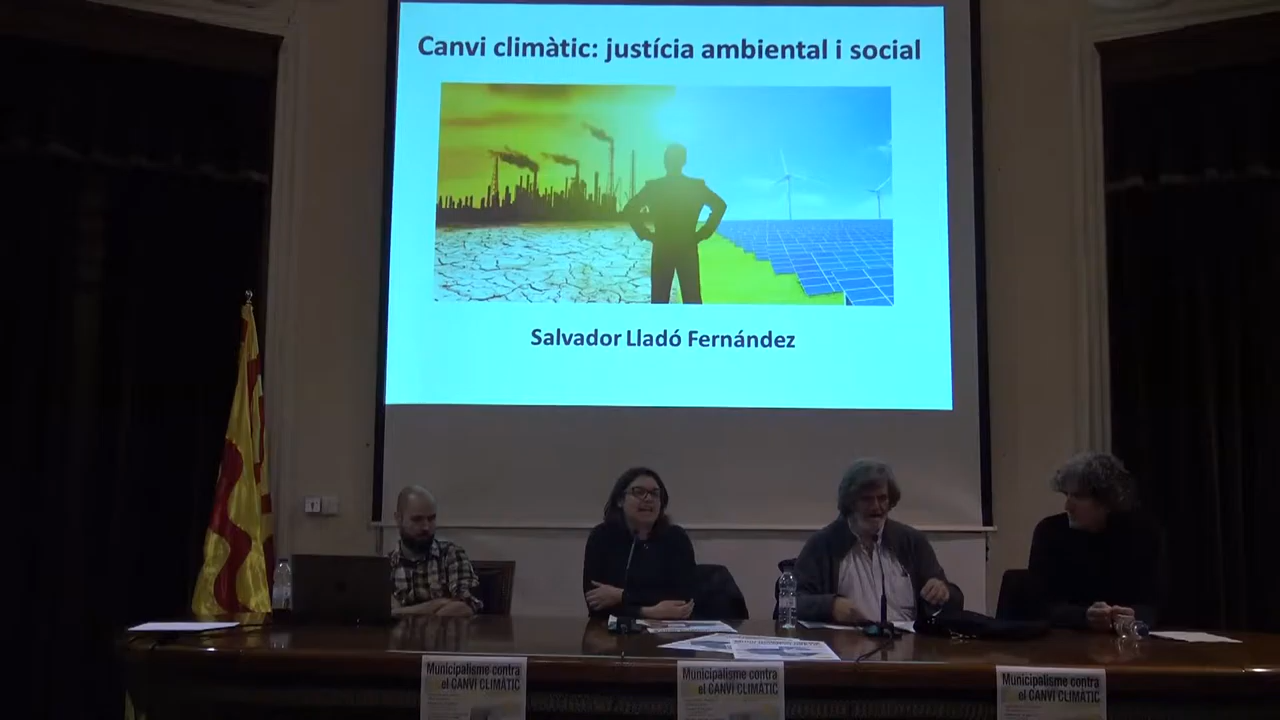 Canvi climàtic: justícia ambiental i social
Salvador Lladó Fernández
Municipalisme contra
el CANVI CLIMÀTIC
Municipalisme contra
el CANVI CLIMÀTIC
Municipalisme contra
el CANVI CLIMÀTIC